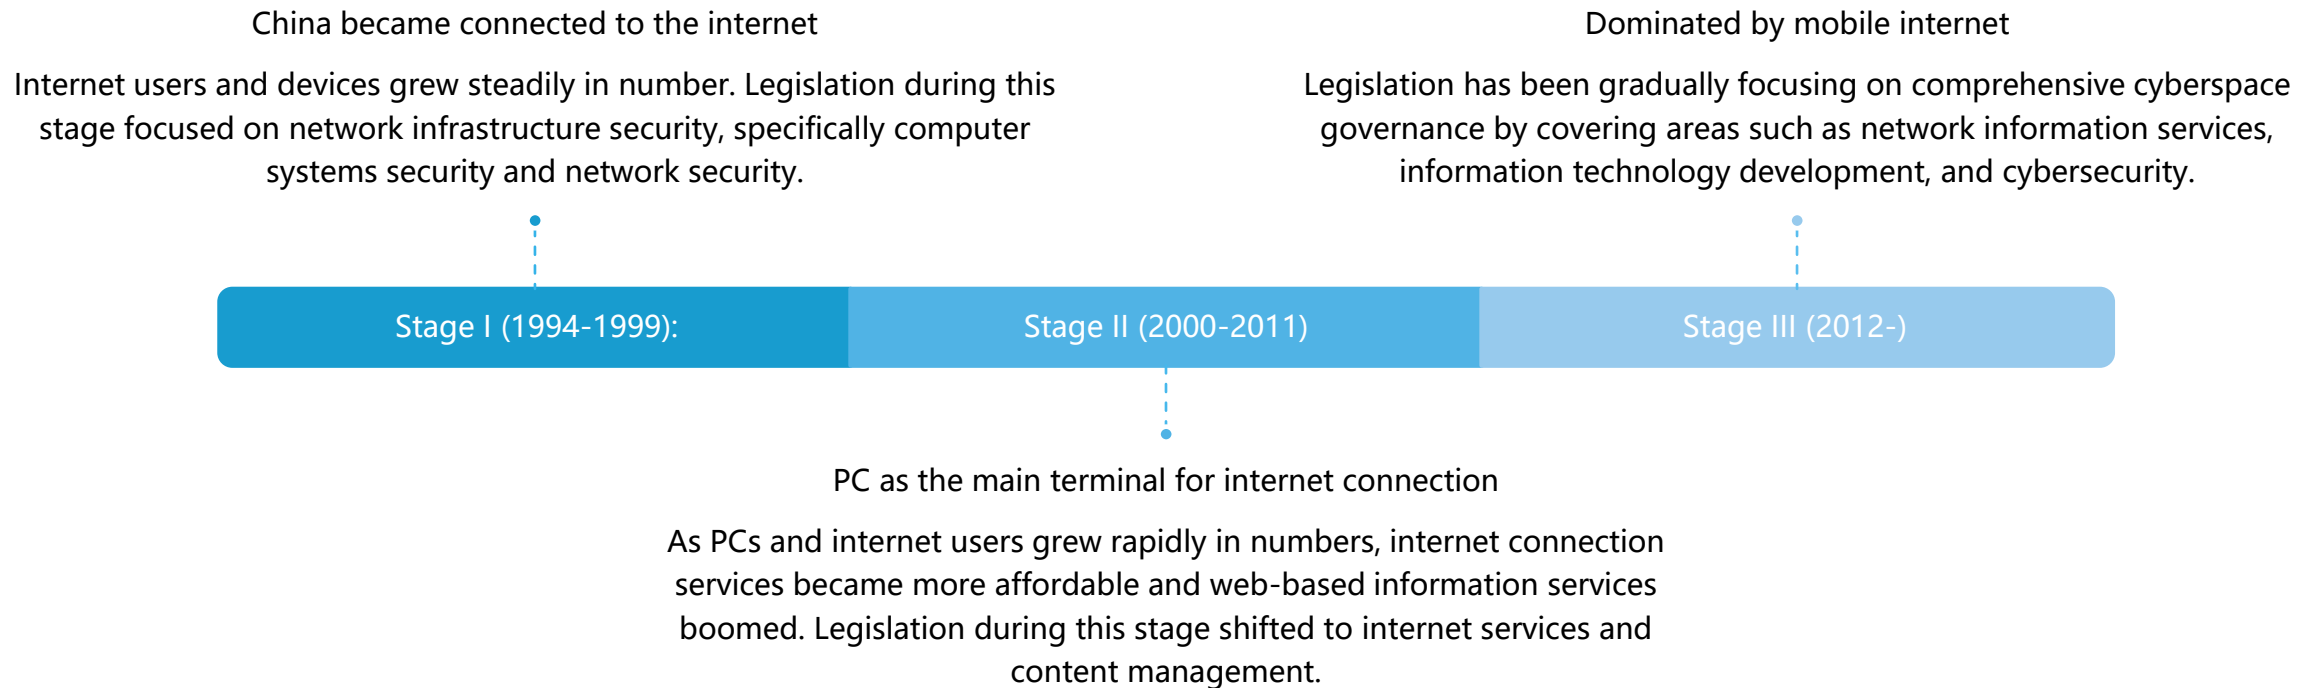 China became connected to the internet
Internet users and devices grew steadily in number. Legislation during this
stage focused on network infrastructure security, specifically computer
systems security and network security.
Dominated by mobile internet
Legislation has been gradually focusing on comprehensive cyberspace
governance by covering areas such as network information services,
information technology development, and cybersecurity.
Stage I (1994-1999):
Stage II (2000-2011)
Stage III (2012-)
PC as the main terminal for internet connection
As PCs and internet users grew rapidly in numbers, internet connection
services became more affordable and web-based information services
boomed. Legislation during this stage shifted to internet services and
content management.